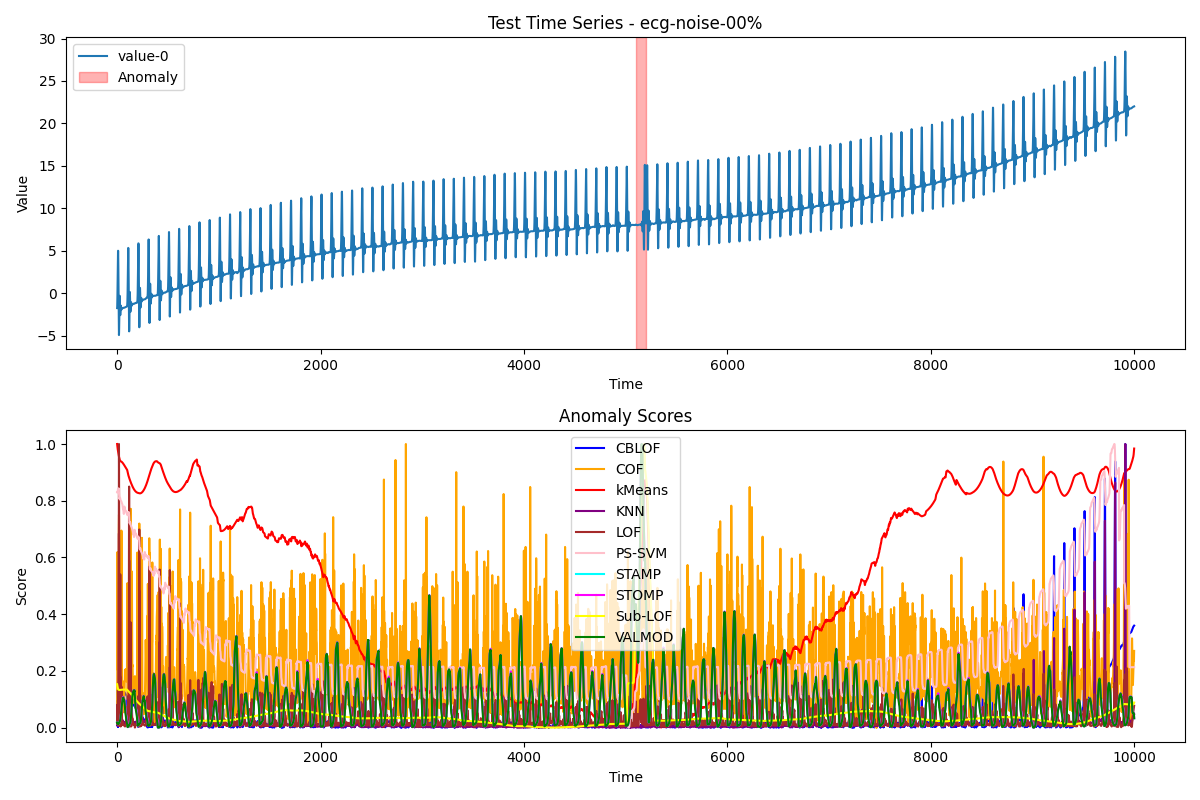 Test Time Series - ecg-noise-00%
30
25
20
15
10
5
0
−5
Value
value-0
Anomaly
0
2000
4000
6000
8000
10000
Time
Anomaly Scores
1.0
0.8
0.6
0.4
0.2
0.0
Score
CBLOF
COF
kMeans
KNN
LOF
PS-SVM
STAMP
STOMP
Sub-LOF
VALMOD
0
2000
4000
6000
8000
10000
Time